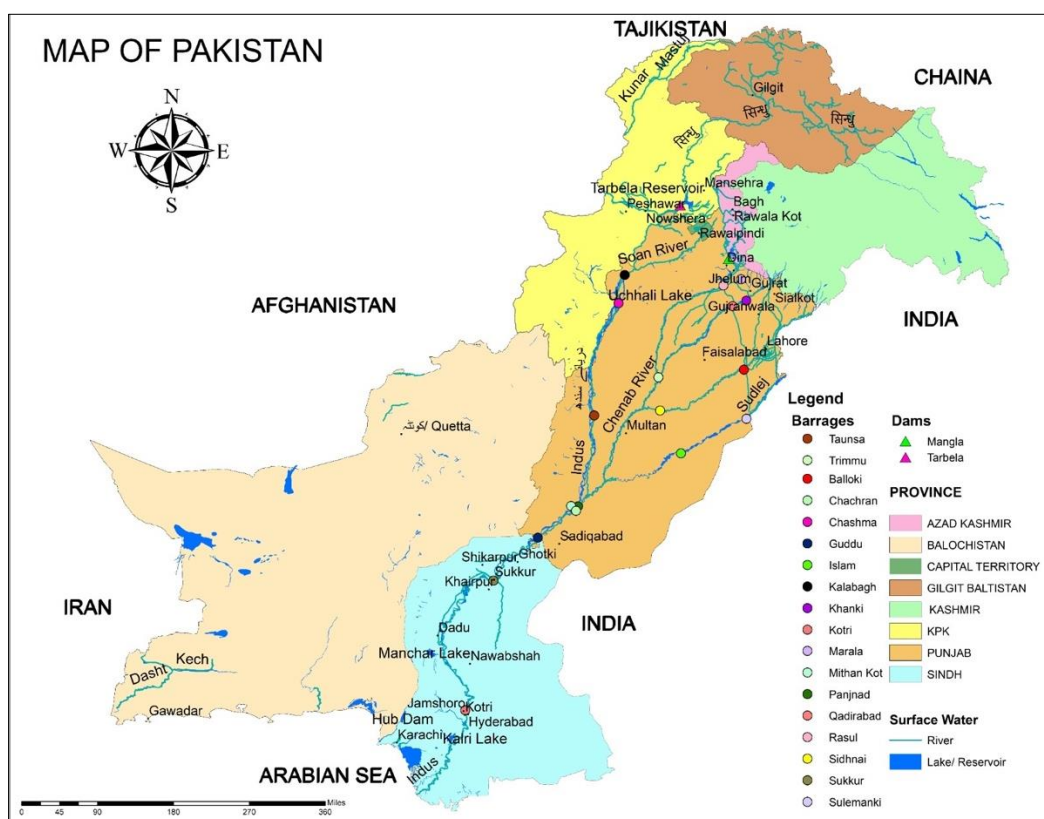 MAP OF PAKISTAN
N
W
E
S
TAJIKISTAN
CHAINA
Kunar
Mastuj
Gilgit
सिन्धु
सिन्धु
सिन्धु
Tarbela Reservoir
Mansehra
Peshawar
Bagh
Nowshera
Rawala Kot
Rawalpindi
Soan River
Dina
AFGHANISTAN
Uchhali Lake
Jhelum
Gujrat
Sialkot
Gujranwala
INDIA
Lahore
Faisalabad
دریائے سندھ
Chenab River
Sudlej
Multan
Indus
کوئٹہ/ Quetta
Sadiqabad
Ghotki
Shikarpur
Sukkur
Khairpur
IRAN
INDIA
Dadu
Manchar Lake
Nawabshah
Kech
Dasht
Gawadar
Jamshoro
Kotri
Hub Dam
Hyderabad
Karachi
Kalri Lake
ARABIAN SEA
Indus
Miles
0 45 90 180 270 360
Legend
Barrages
Taunsa
Trimmu
Balloki
Chachran
Chashma
Guddu
Islam
Kalabagh
Khanki
Kotri
Marala
Mithan Kot
Panjnad
Qadirabad
Rasul
Sidhnai
Sukkur
Sulemanki
Dams
Mangla
Tarbela
PROVINCE
AZAD KASHMIR
BALOCHISTAN
CAPITAL TERRITORY
GILGIT BALTISTAN
KASHMIR
KPK
PUNJAB
SINDH
Surface Water
River
Lake/ Reservoir